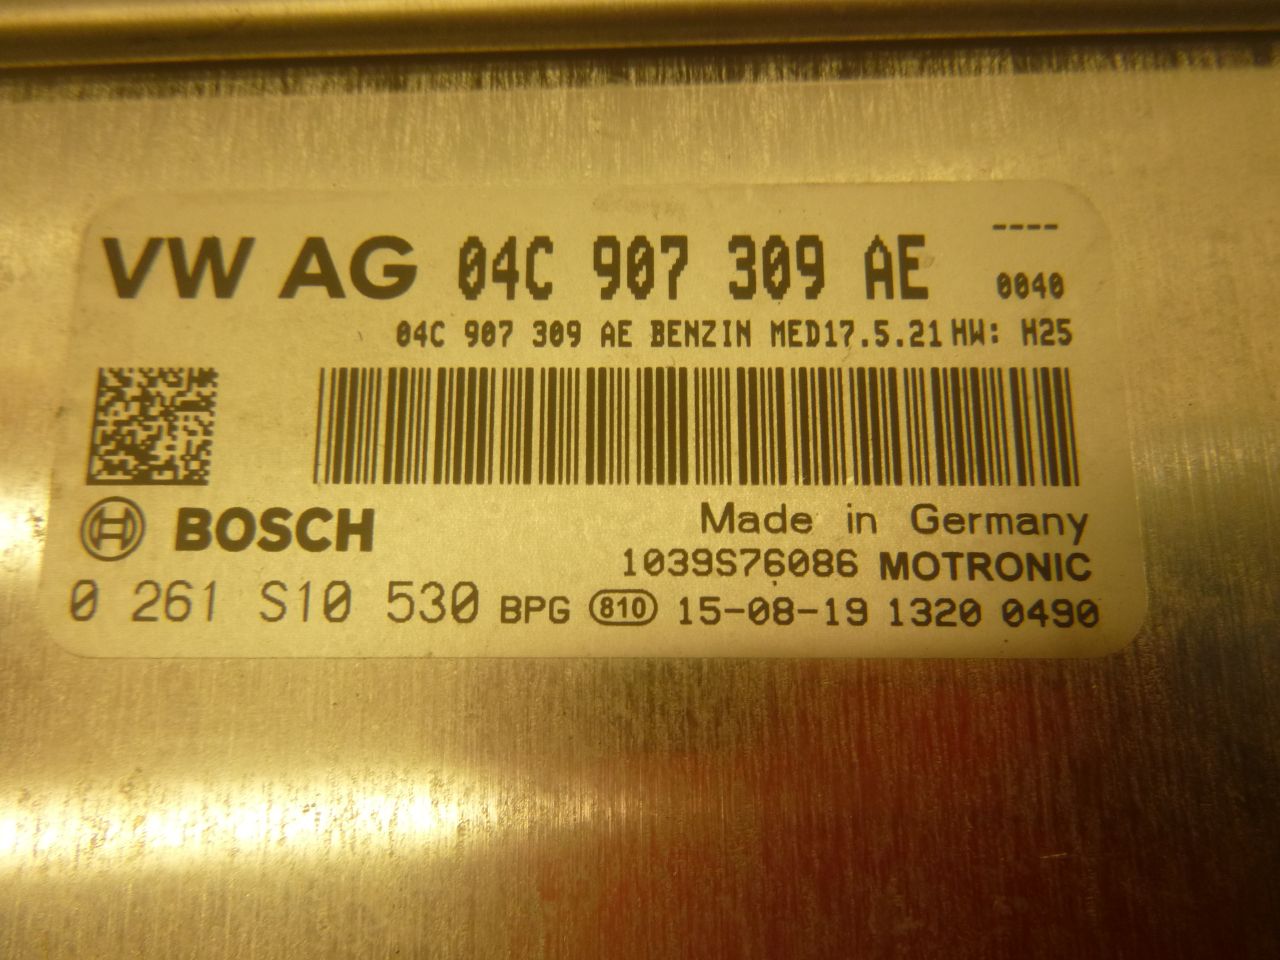 VW AG 04C 907 309 AE ----
0040
04C 907 309 AE BENZIN MED17.5.21 HW: H25
BOSCH
Made in Germany
1039S76086 MOTRONIC
0 261 S10 530 BPG 810 15-08-19 1320 0490